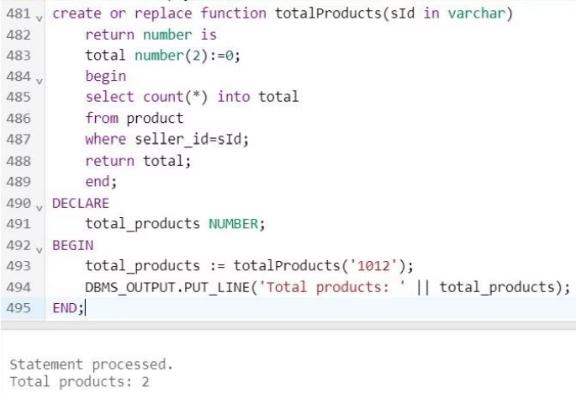 481 create or replace function totalProducts(sId in varchar)
482 return number is
483 total number(2):=0;
484 begin
485 select count(*) into total
486 from product
487 where seller_id=sId;
488 return total;
489 end;
490 DECLARE
491 total_products NUMBER;
492 BEGIN
493 total_products := totalProducts('1012');
494 DBMS_OUTPUT.PUT_LINE('Total products: ' || total_products);
495 END;
Statement processed.
Total products: 2